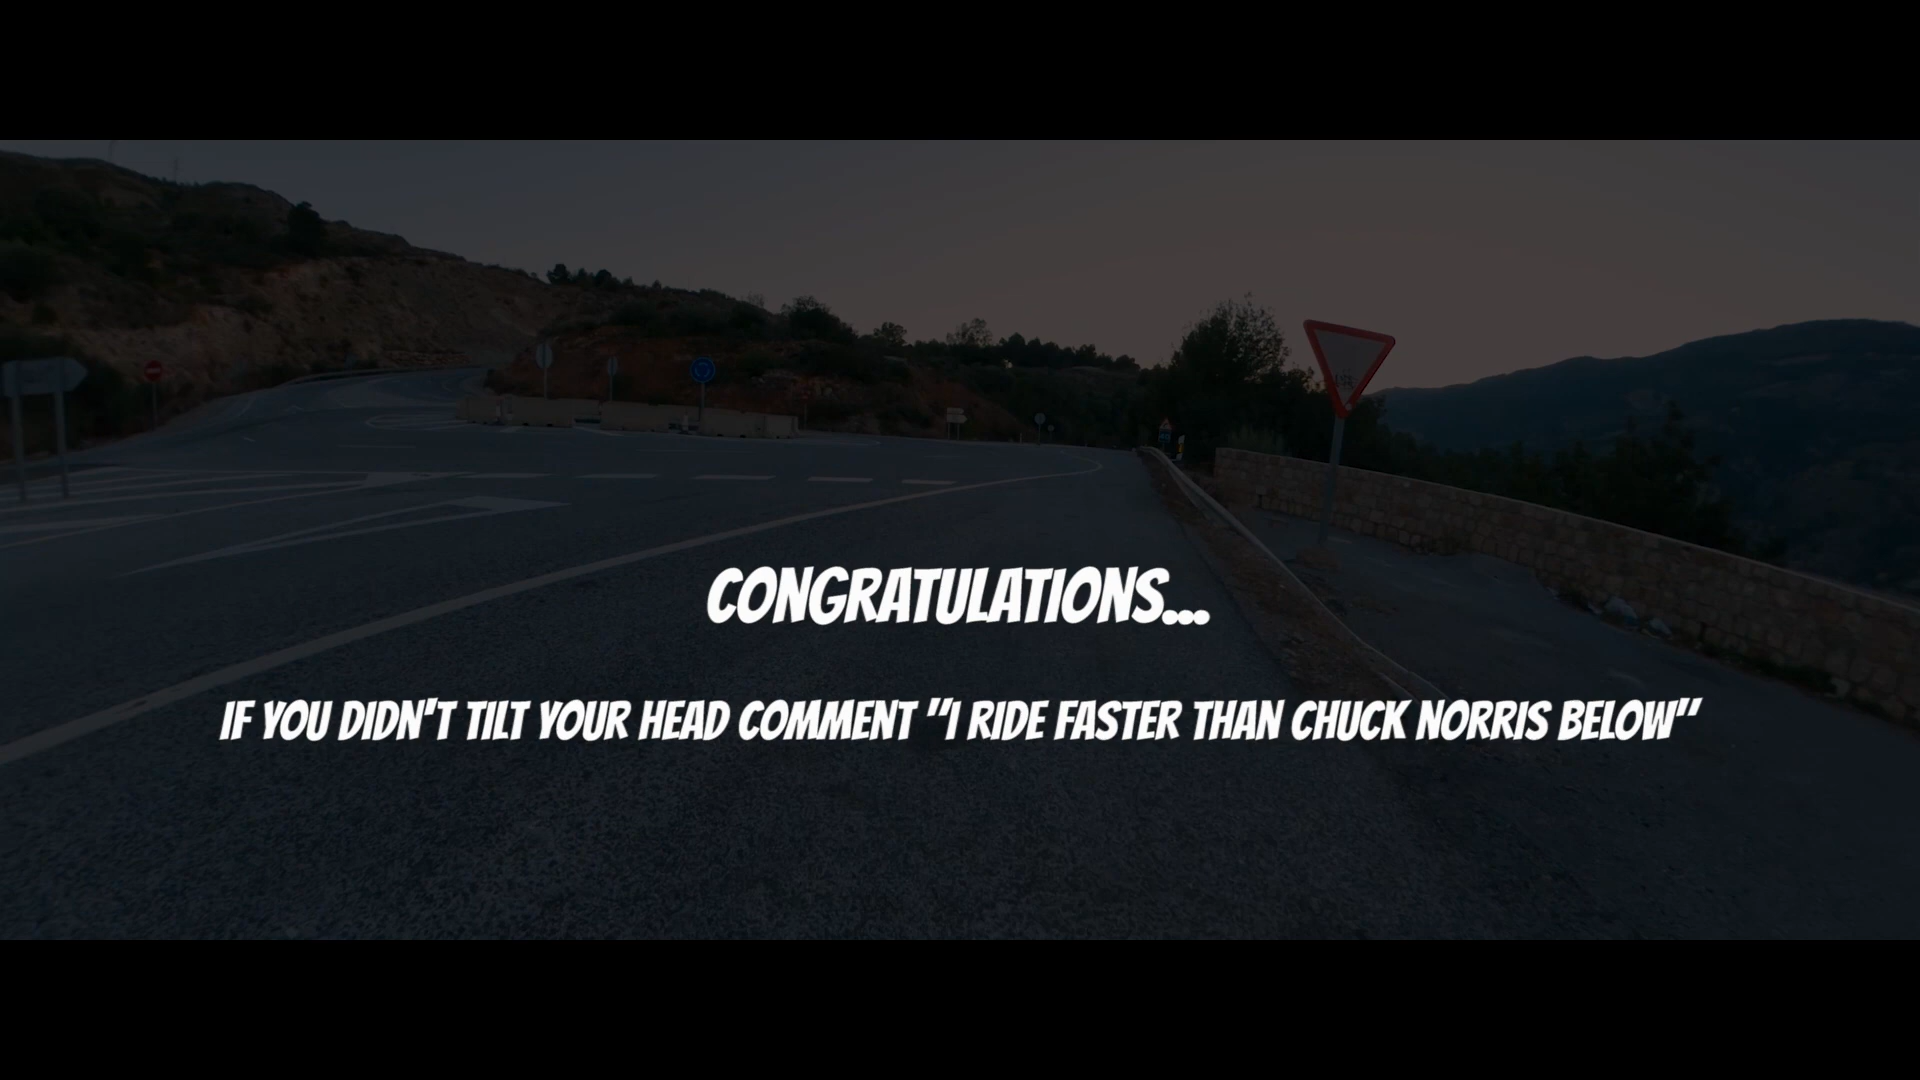 CONGRATULATIONS...
IF YOU DIDN'T TILT YOUR HEAD COMMENT "I RIDE FASTER THAN CHUCK NORRIS BELOW"